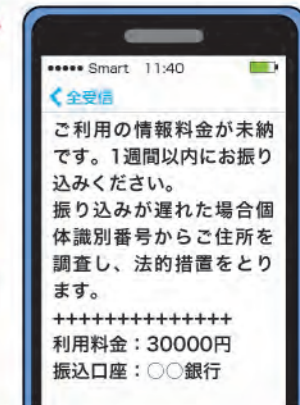 ●●●●● Smart 11:40
全受信
ご利用の情報料金が未納
です。1週間以内にお振り
込みください。
振り込みが遅れた場合個
体識別番号からご住所を
調査し、法的措置をとり
ます。
++++++++++++++
利用料金：30000円
振込口座：○○銀行